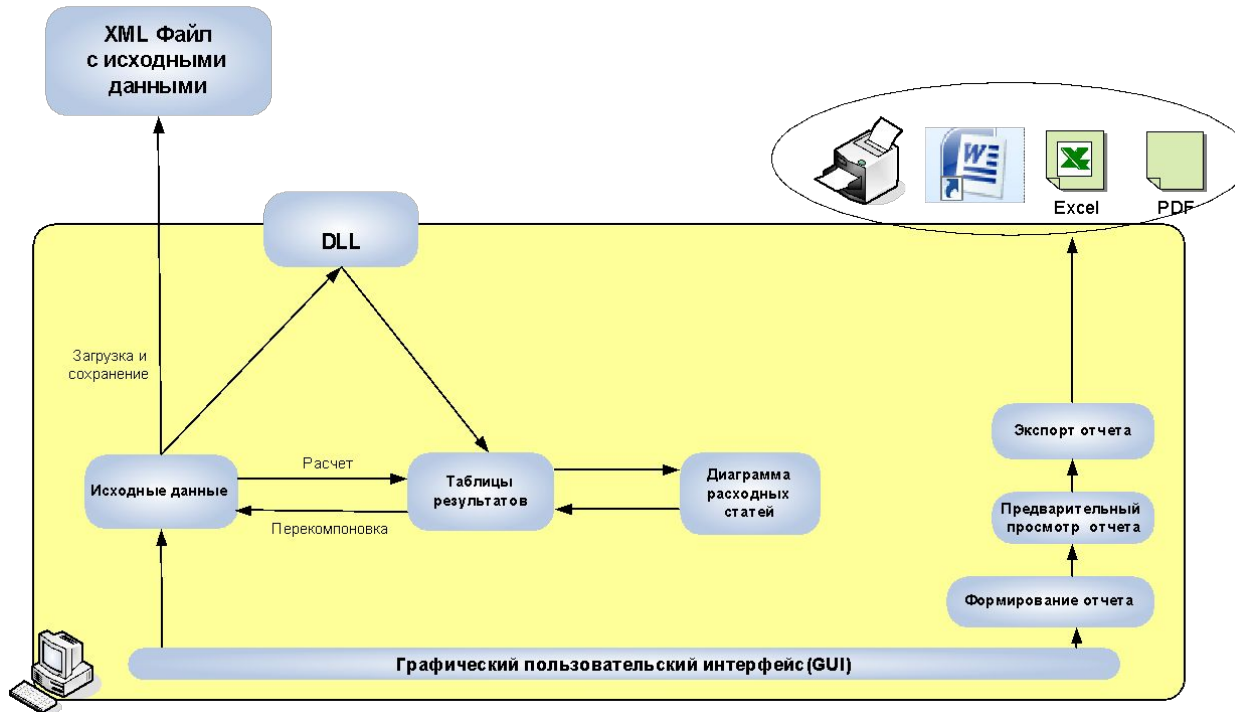 XML Файл
с исходными
данными
DLL
W
Excel
PDF
Загрузка и
сохранение
Исходные данные
Расчет
Перекомпоновка
Таблицы
результатов
Диаграмма
расходных
статей
Экспорт отчета
Предварительный
просмотр отчета
Формирование отчета
Графический пользовательский интерфейс (GUI)